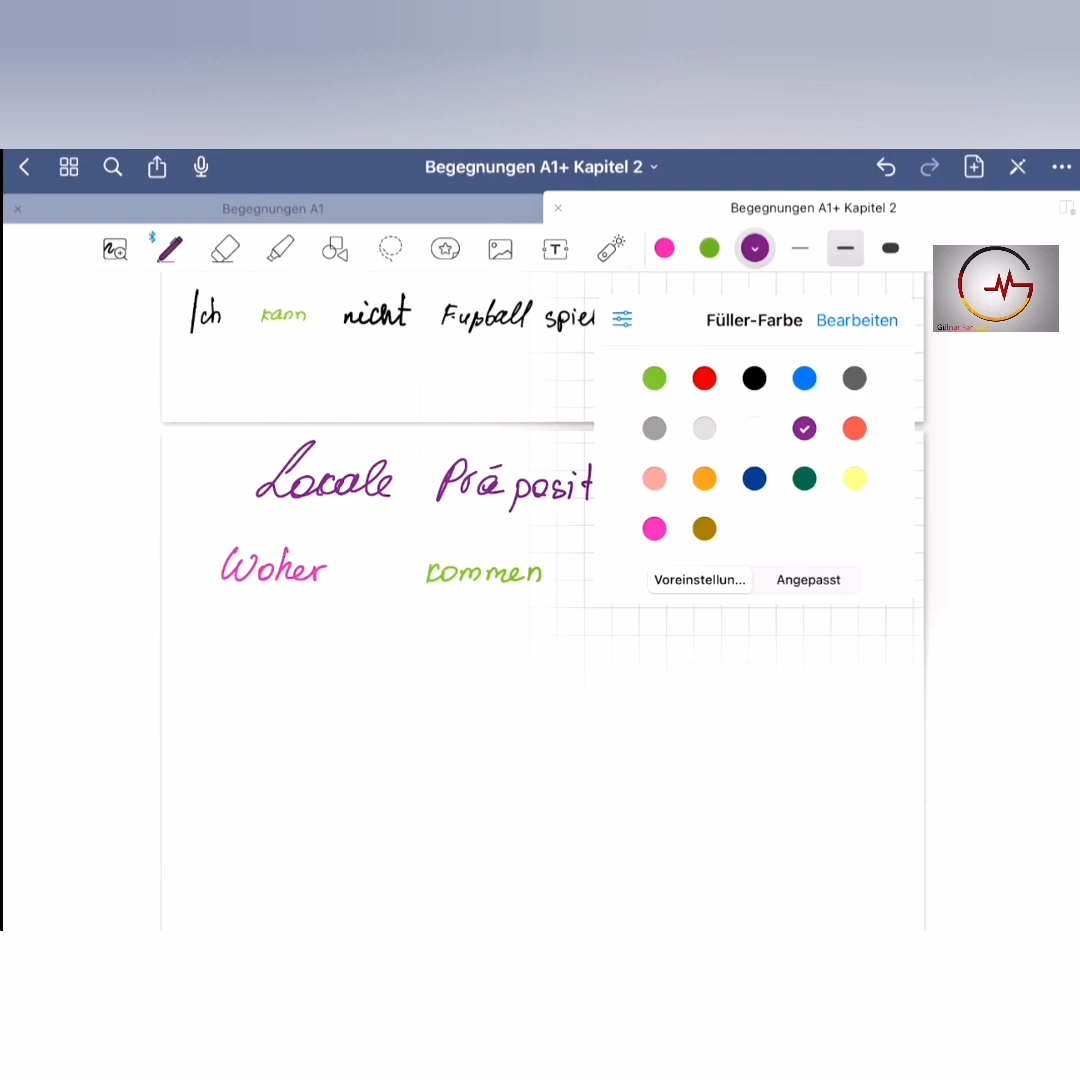 Begegnungen A1+ Kapitel 2
Begegnungen A1
Begegnungen A1+ Kapitel 2
T
Ich kann nicht Fußball spiel
Füller-Farbe Bearbeiten
Locale Präposit
Woher kommen
Voreinstellun... Angepasst